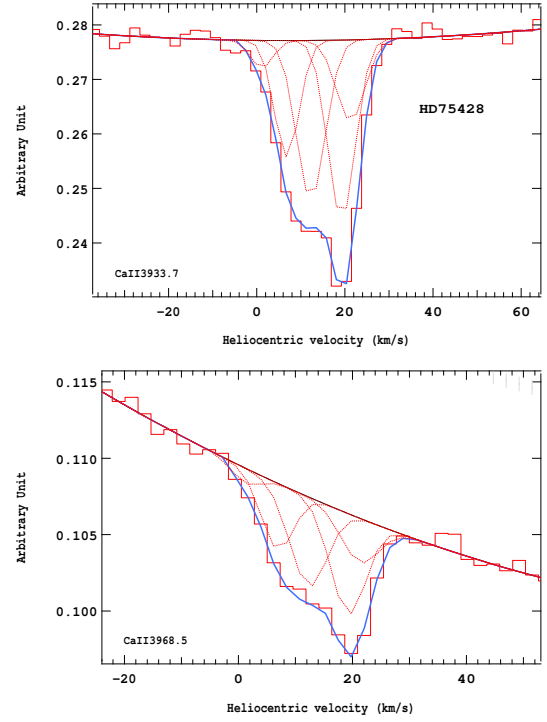 0.28
0.27
0.26
0.25
0.24
Arbitrary Unit
HD75428
CaII3933.7
-20 0 20 40 60
Heliocentric velocity (km/s)
0.115
0.110
0.105
0.100
Arbitrary Unit
CaII3968.5
-20 0 20 40
Heliocentric velocity (km/s)